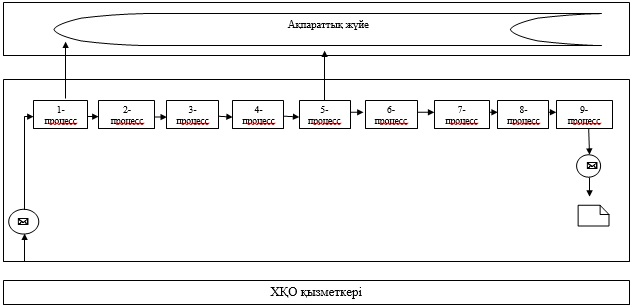 Ақпараттық жүйе
1-
процесс
2-
процесс
3-
процесс
4-
процесс
5-
процесс
6-
процесс
7-
процесс
8-
процесс
9-
процесс
ХҚО қызметкері